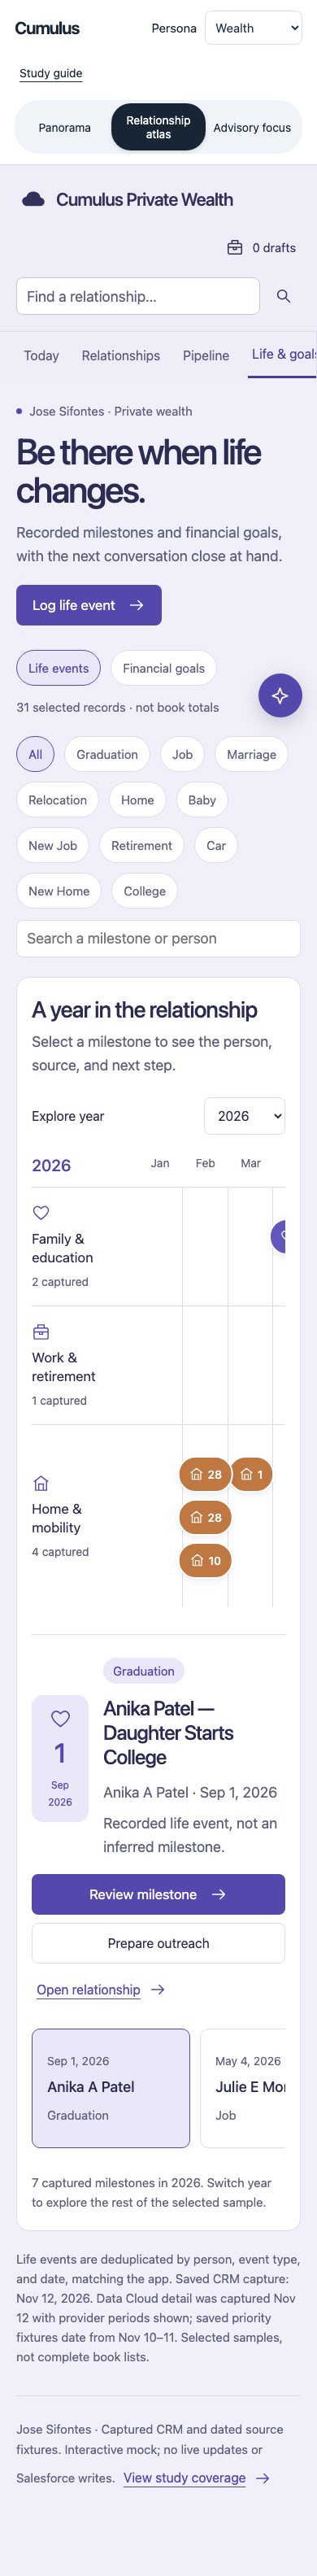 Cumulus
Persona
Wealth
Study guide
Panorama
Relationship
atlas
Advisory focus
Cumulus Private Wealth
0 drafts
Find a relationship...
Today
Relationships
Pipeline
Life & goals
Jose Sifontes · Private wealth
Be there when life
changes.
Recorded milestones and financial goals,
with the next conversation close at hand.
Log life event
Life events
Financial goals
31 selected records · not book totals
All
Graduation
Job
Marriage
Relocation
Home
Baby
New Job
Retirement
Car
New Home
College
Search a milestone or person
A year in the relationship
Select a milestone to see the person,
source, and next step.
Explore year
2026
2026
Jan
Feb
Mar
Family &
education
2 captured
Work &
retirement
1 captured
28
1
28
10
Home &
mobility
4 captured
Graduation
1
Sep
2026
Anika Patel —
Daughter Starts
College
Anika A Patel · Sep 1, 2026
Recorded life event, not an
inferred milestone.
Review milestone
Prepare outreach
Open relationship
Sep 1, 2026
Anika A Patel
Graduation
May 4, 2026
Julie E Mor
Job
7 captured milestones in 2026. Switch year
to explore the rest of the selected sample.
Life events are deduplicated by person, event type,
and date, matching the app. Saved CRM capture:
Nov 12, 2026. Data Cloud detail was captured Nov
12 with provider periods shown; saved priority
fixtures date from Nov 10–11. Selected samples,
not complete book lists.
Jose Sifontes · Captured CRM and dated source
fixtures. Interactive mock; no live updates or
Salesforce writes. View study coverage